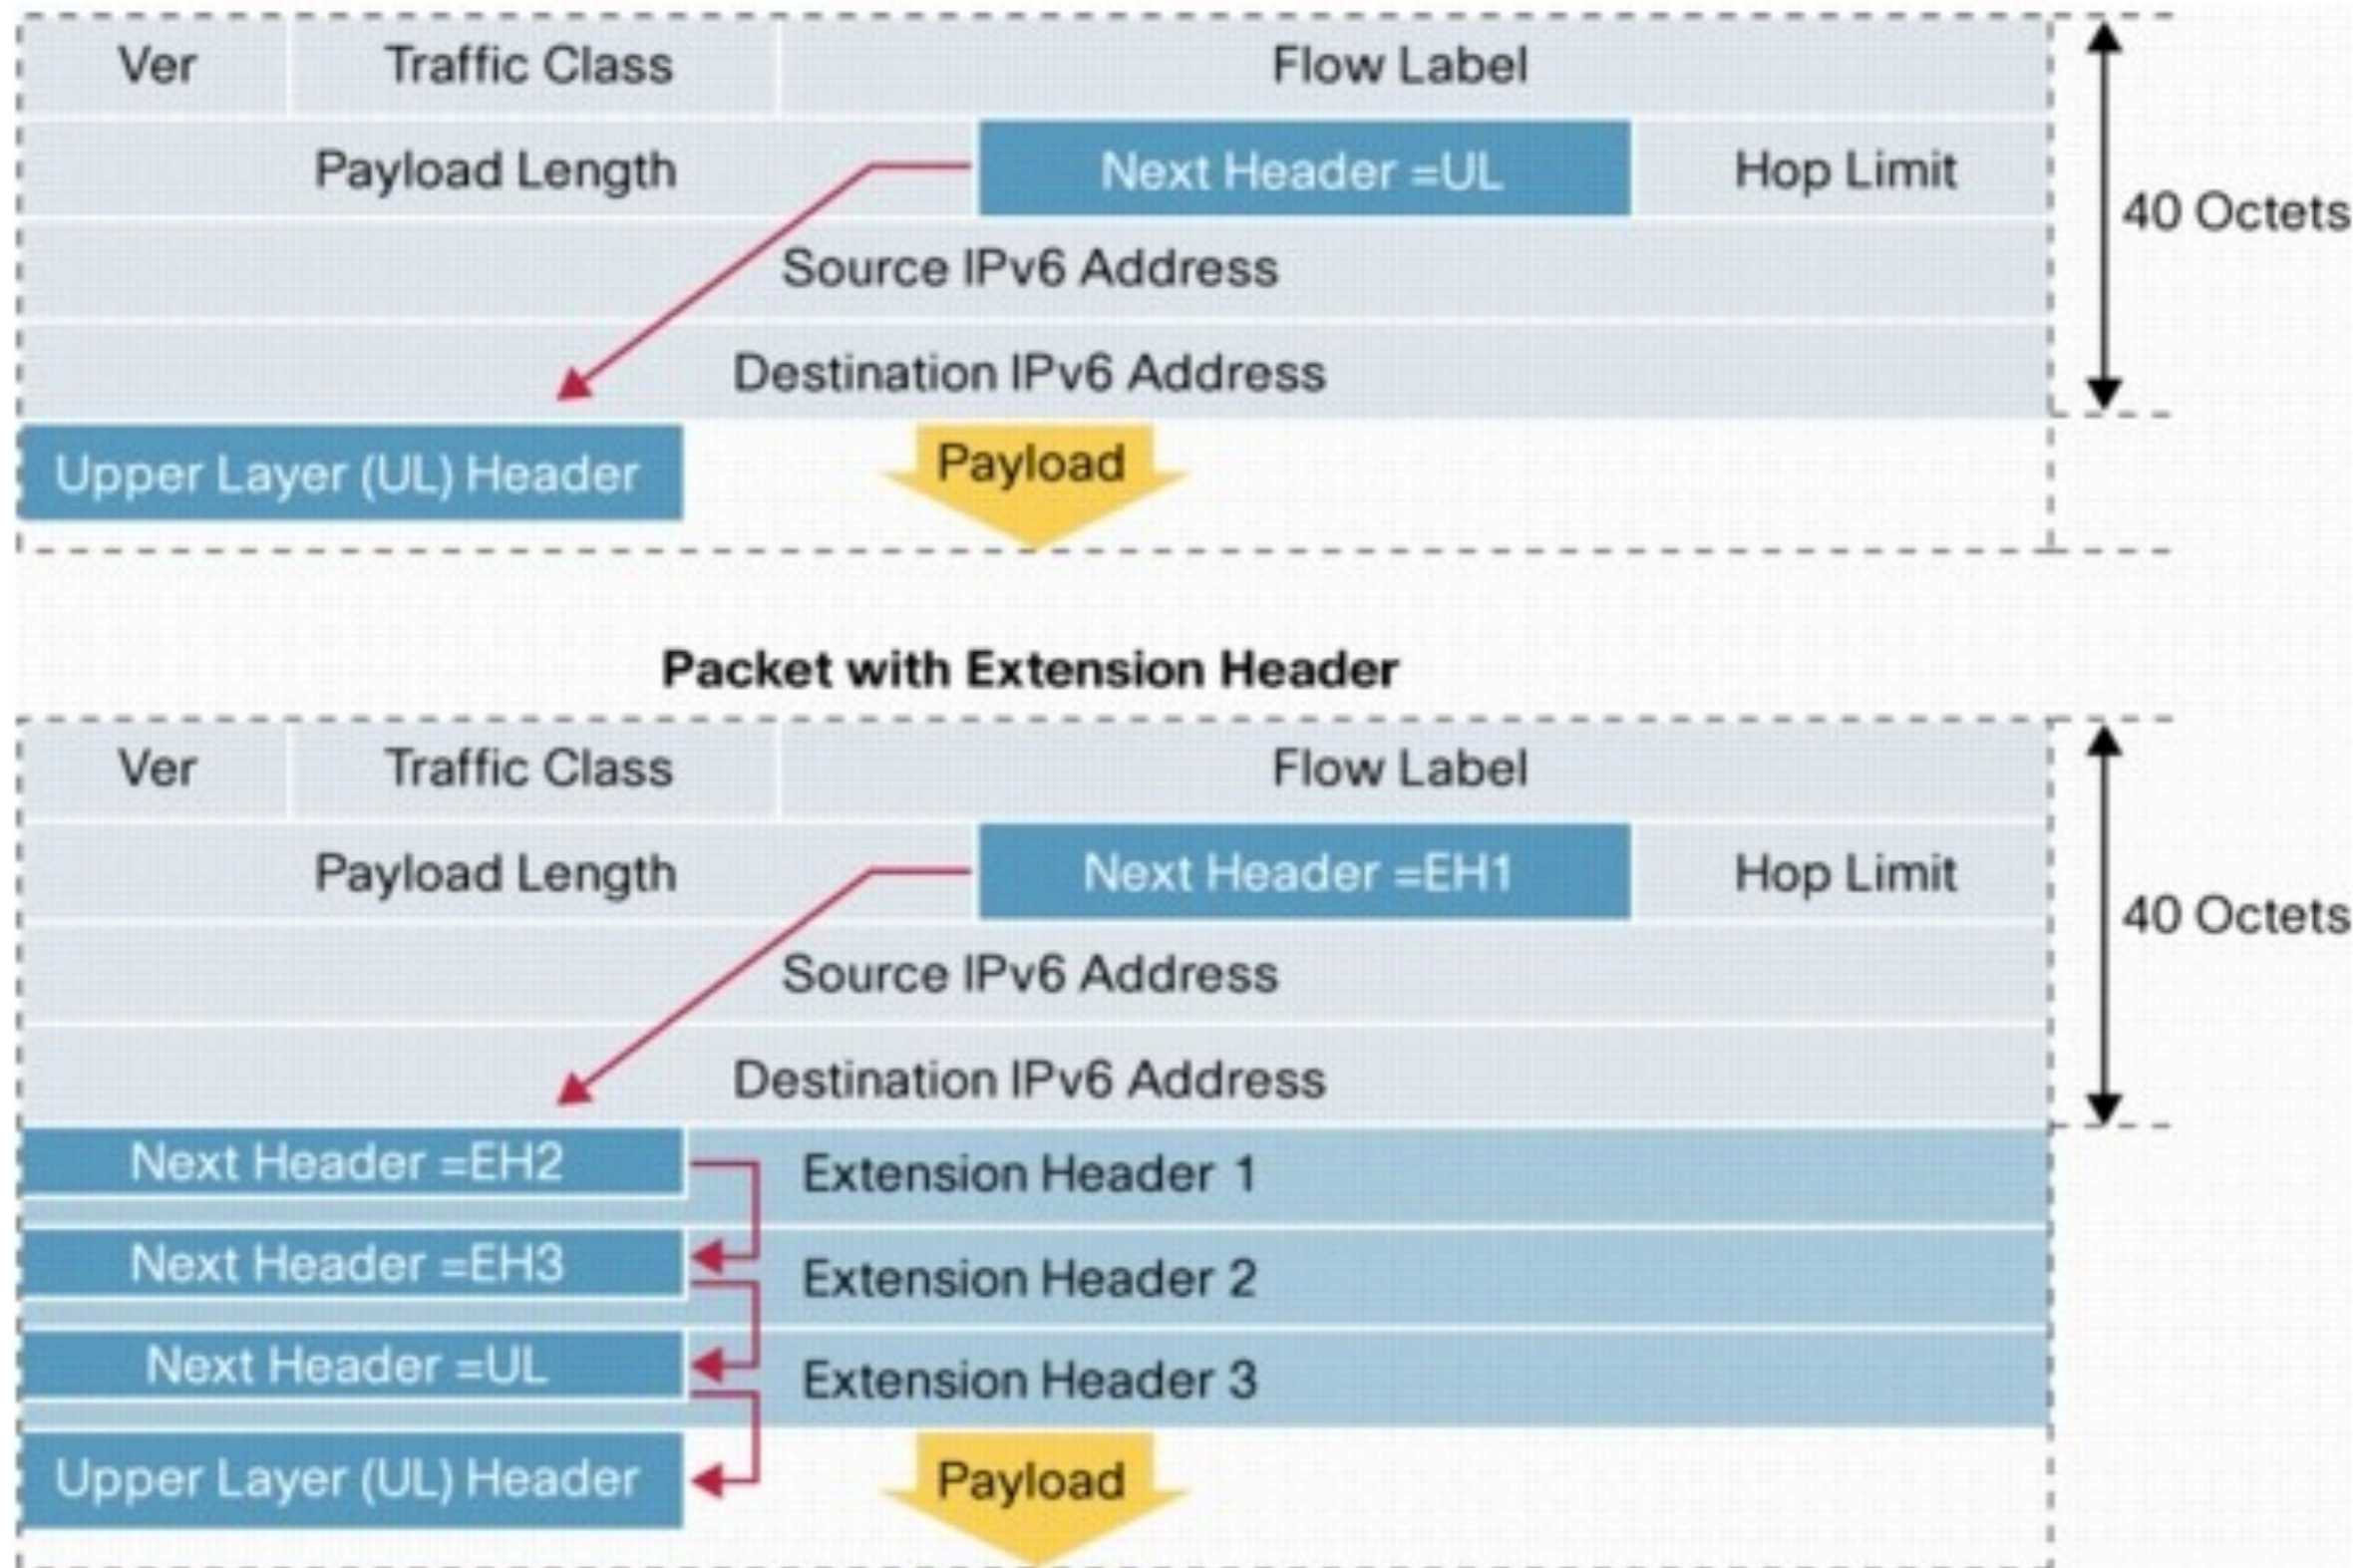 Ver Traffic Class Flow Label
Payload Length Next Header =UL Hop Limit
40 Octets
Source IPv6 Address
Destination IPv6 Address
Upper Layer (UL) Header Payload
Packet with Extension Header
Ver Traffic Class Flow Label
Payload Length Next Header =EH1 Hop Limit
40 Octets
Source IPv6 Address
Destination IPv6 Address
Next Header =EH2 Extension Header 1
Next Header =EH3 Extension Header 2
Next Header =UL Extension Header 3
Upper Layer (UL) Header Payload